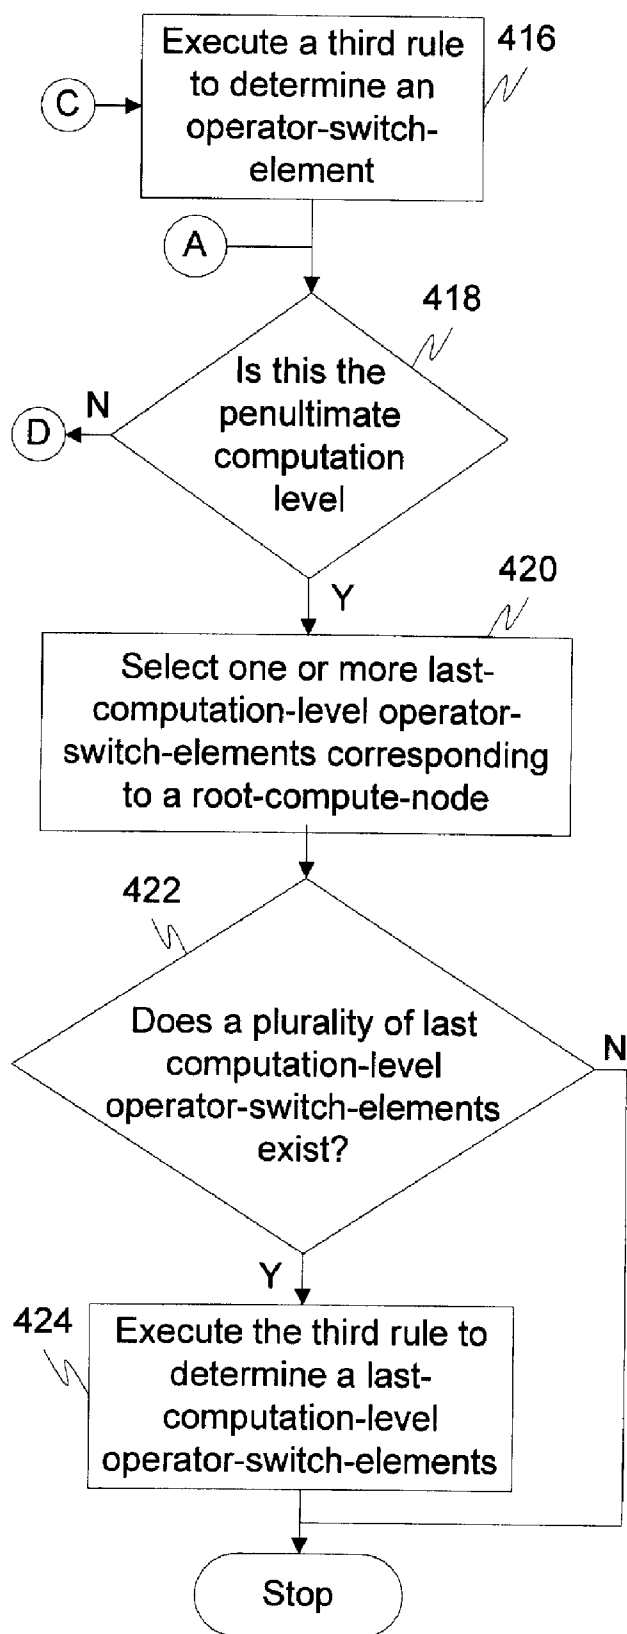 Execute a third rule
to determine an
operator-switch-
element
416
C
A
418
Is this the
penultimate
computation
level
N
D
Y
420
Select one or more last-
computation-level operator-
switch-elements corresponding
to a root-compute-node
422
Does a plurality of last
computation-level
operator-switch-elements
exist?
N
Y
424
Execute the third rule to
determine a last-
computation-level
operator-switch-elements
Stop